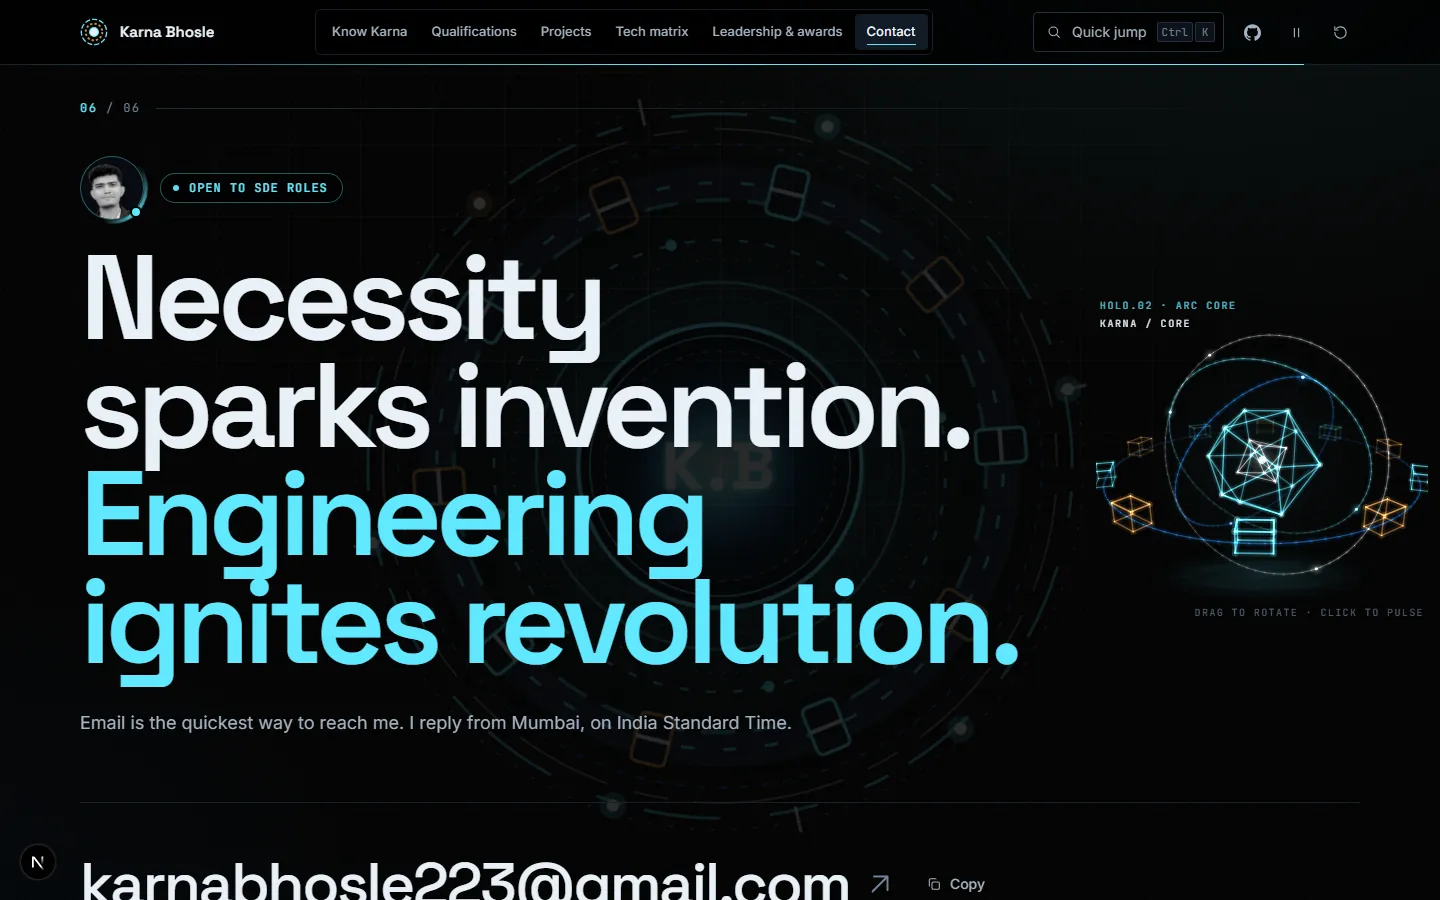 Karna Bhosle
Know Karna
Qualifications
Projects
Tech matrix
Leadership & awards
Contact
Quick jump
Ctrl K
06 / 06
OPEN TO SDE ROLES
Necessity
sparks invention.
Engineering
ignites revolution.
HOLO.02 · ARC CORE
KARNA / CORE
K.B
DRAG TO ROTATE · CLICK TO PULSE
Email is the quickest way to reach me. I reply from Mumbai, on India Standard Time.
N
karnabhosle223@gmail.com
Copy